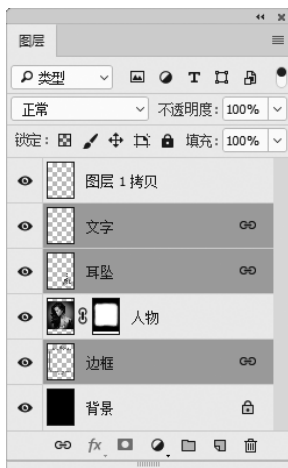 图层
类型
正常 不透明度: 100%
锁定: 填充: 100%
图层 1 拷贝
文字
耳坠
人物
边框
背景
fx